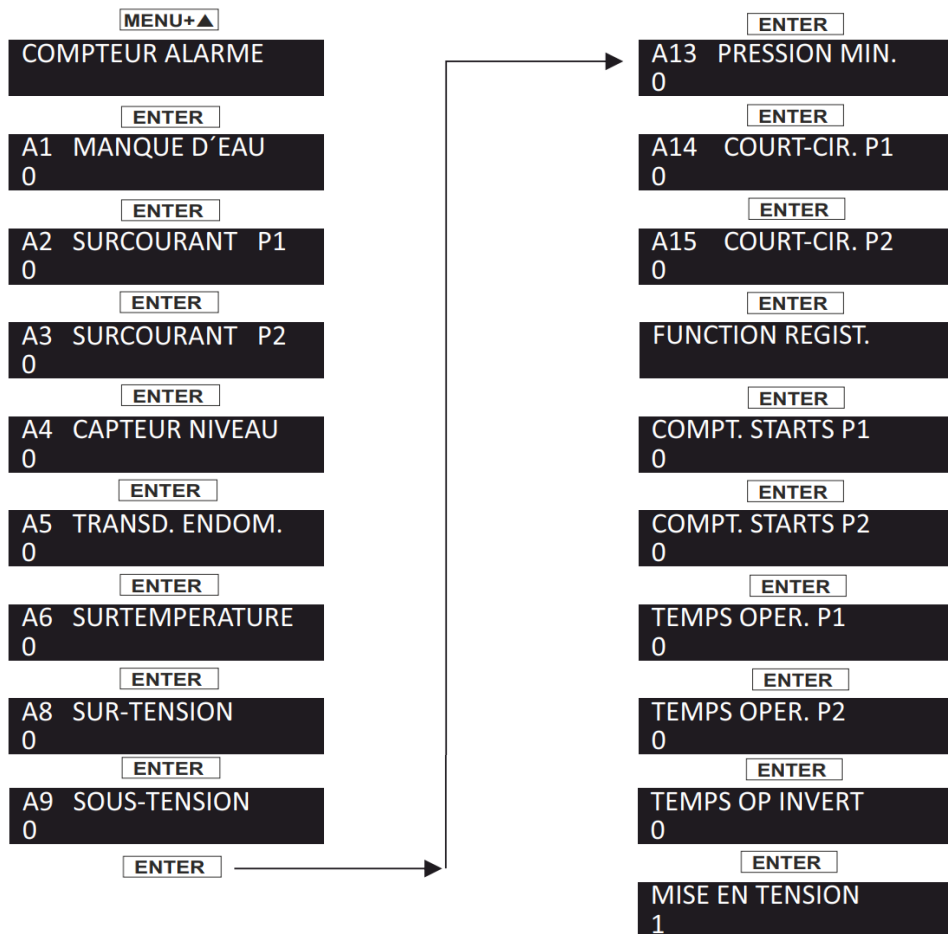 MENU+▲
COMPTEUR ALARME
ENTER
A1 MANQUE D´EAU
0
ENTER
A2 SURCOURANT P1
0
ENTER
A3 SURCOURANT P2
0
ENTER
A4 CAPTEUR NIVEAU
0
ENTER
A5 TRANSD. ENDOM.
0
ENTER
A6 SURTEMPERATURE
0
ENTER
A8 SUR-TENSION
0
ENTER
A9 SOUS-TENSION
0
ENTER
ENTER
A13 PRESSION MIN.
0
ENTER
A14 COURT-CIR. P1
0
ENTER
A15 COURT-CIR. P2
0
ENTER
FUNCTION REGIST.
ENTER
COMPT. STARTS P1
0
ENTER
COMPT. STARTS P2
0
ENTER
TEMPS OPER. P1
0
ENTER
TEMPS OPER. P2
0
ENTER
TEMPS OP INVERT
0
ENTER
MISE EN TENSION
1